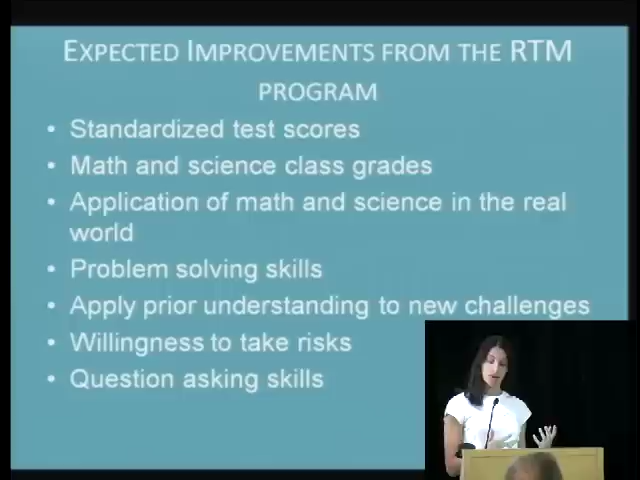 EXPECTED IMPROVEMENTS FROM THE RTM
PROGRAM
• Standardized test scores
• Math and science class grades
• Application of math and science in the real
world
• Problem solving skills
• Apply prior understanding to new challenges
• Willingness to take risks
• Question asking skills